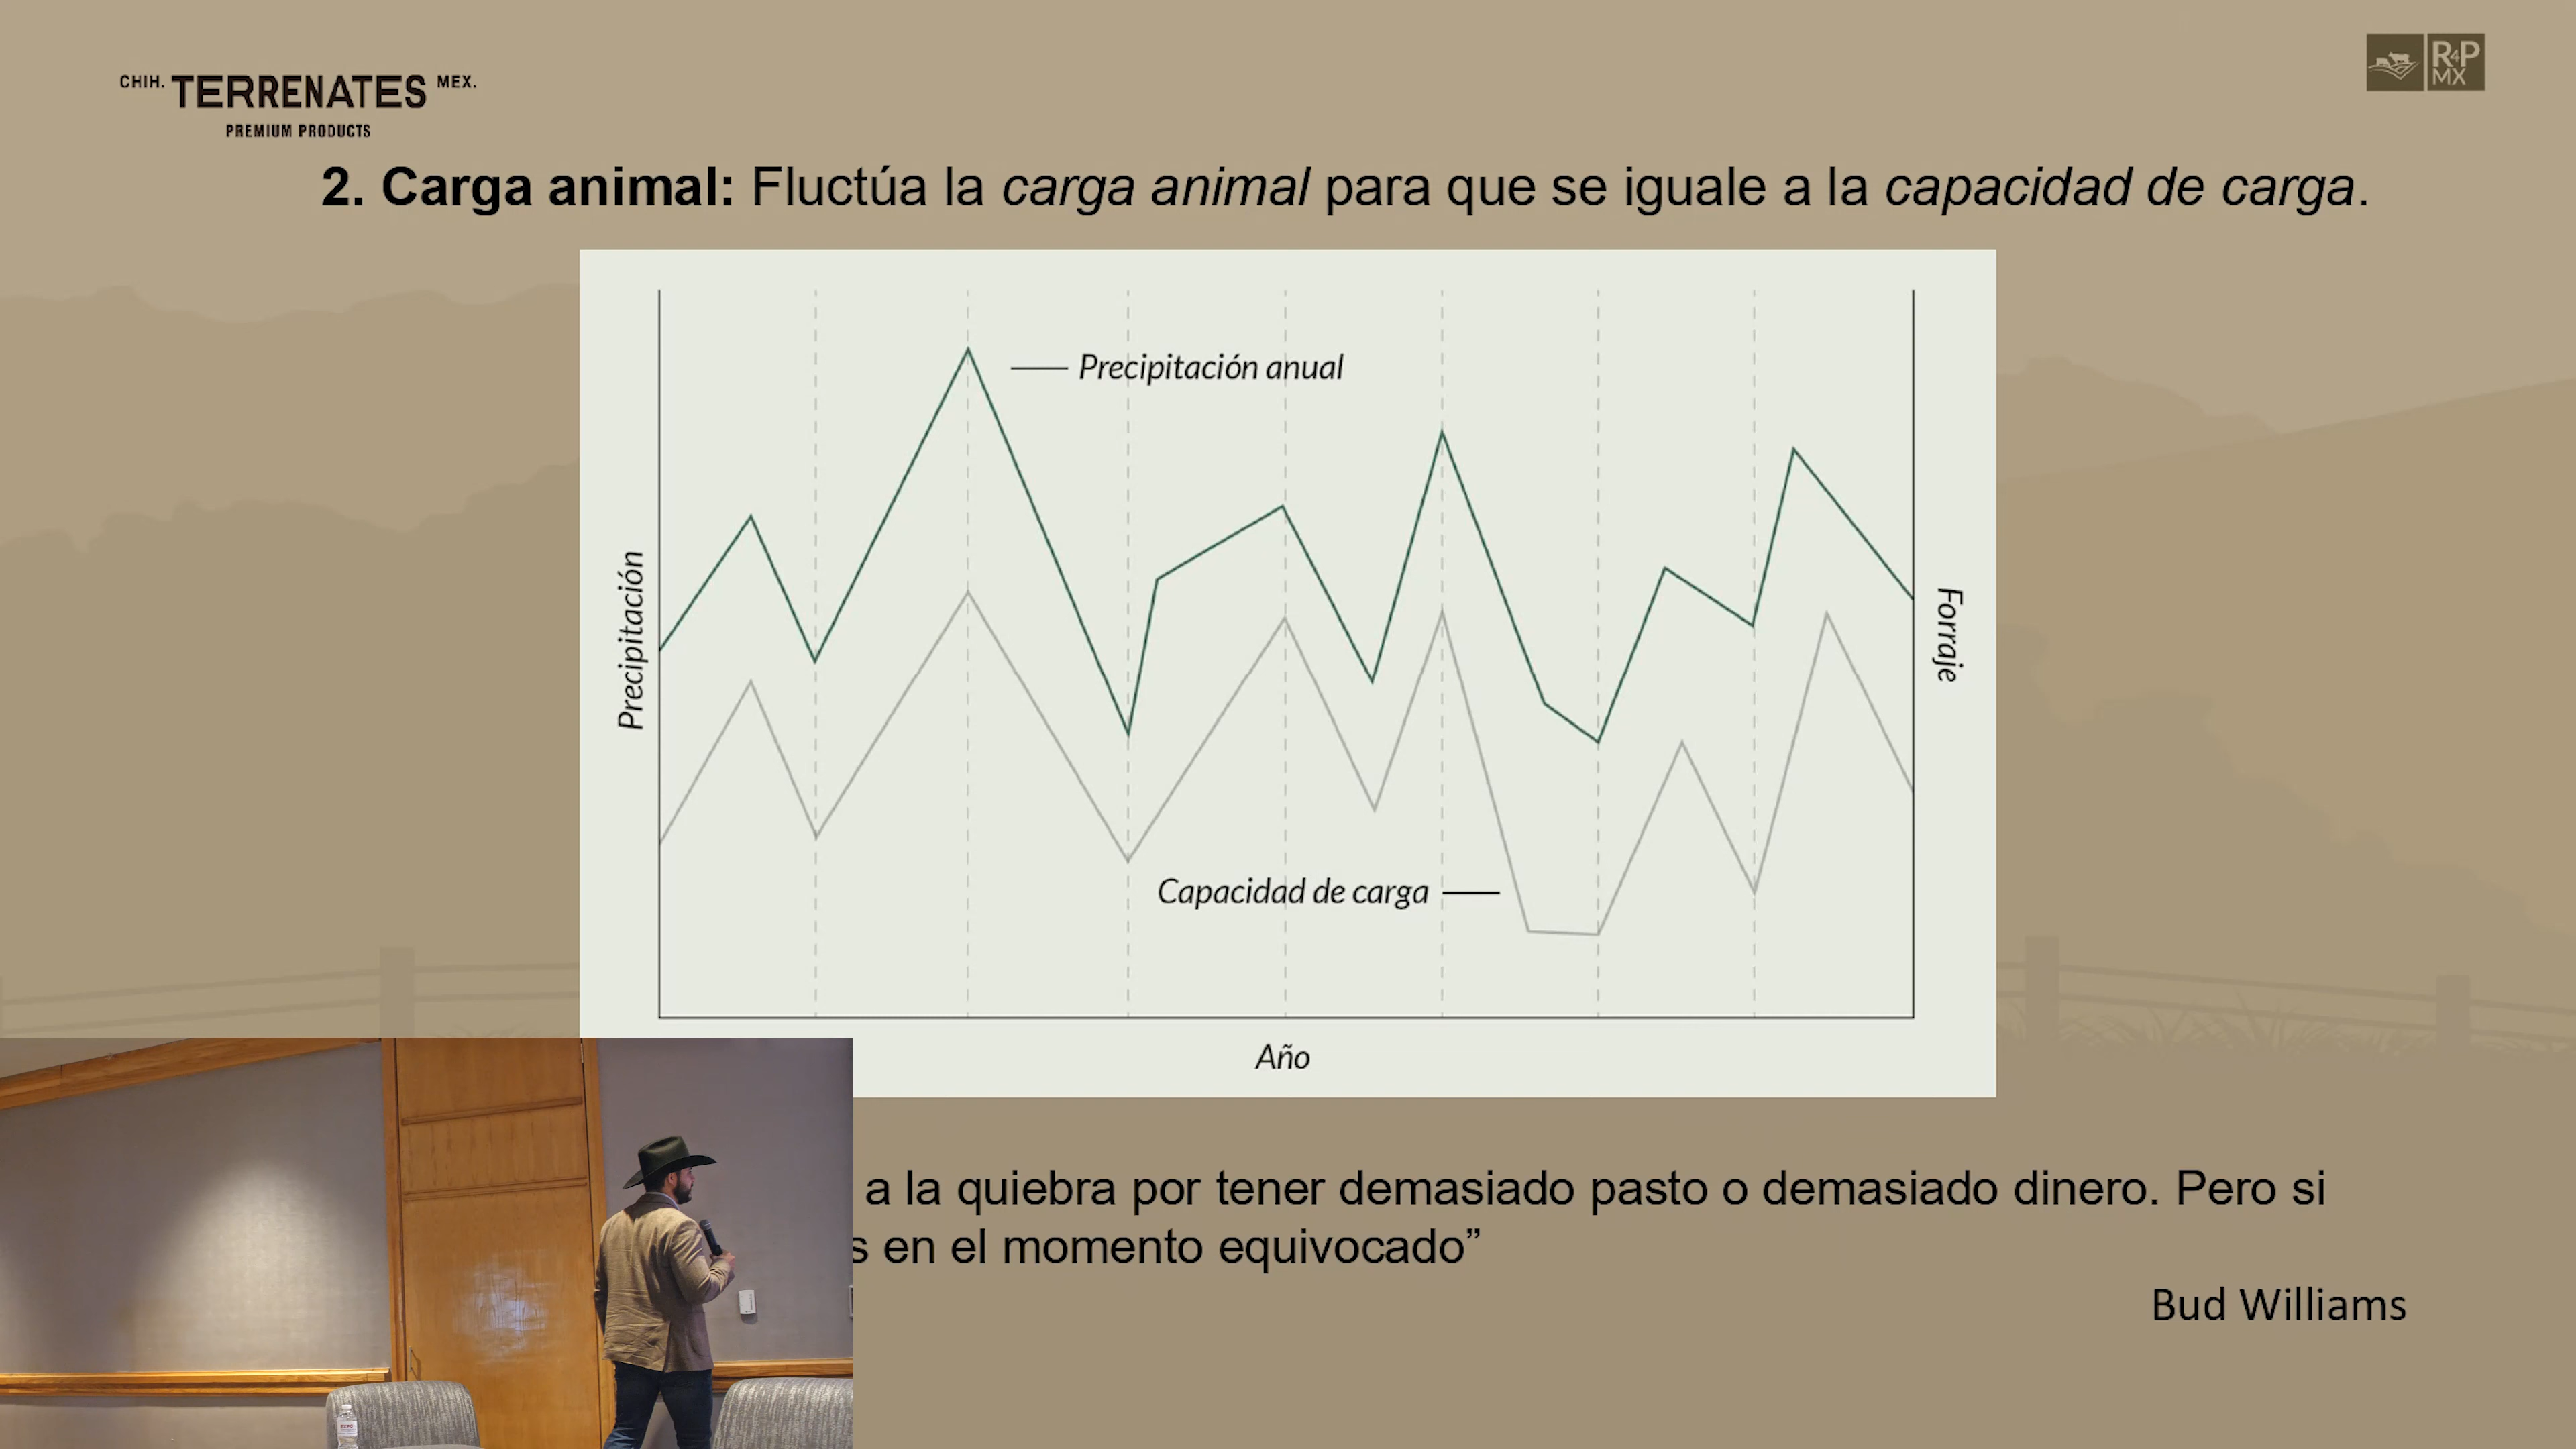 CHIH. TERRENATES MEX.
PREMIUM PRODUCTS
R4P
MX
2. Carga animal: Fluctúa la carga animal para que se iguale a la capacidad de carga.
Precipitación anual
Precipitación
Forraje
Capacidad de carga
Año
a la quiebra por tener demasiado pasto o demasiado dinero. Pero si
en el momento equivocado”
Bud Williams